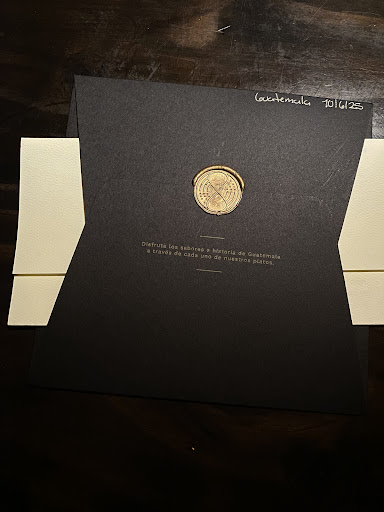 Guatemala 10/6/25
Disfruta los sabores e historia de Guatemala
a través de cada uno de nuestros platos.